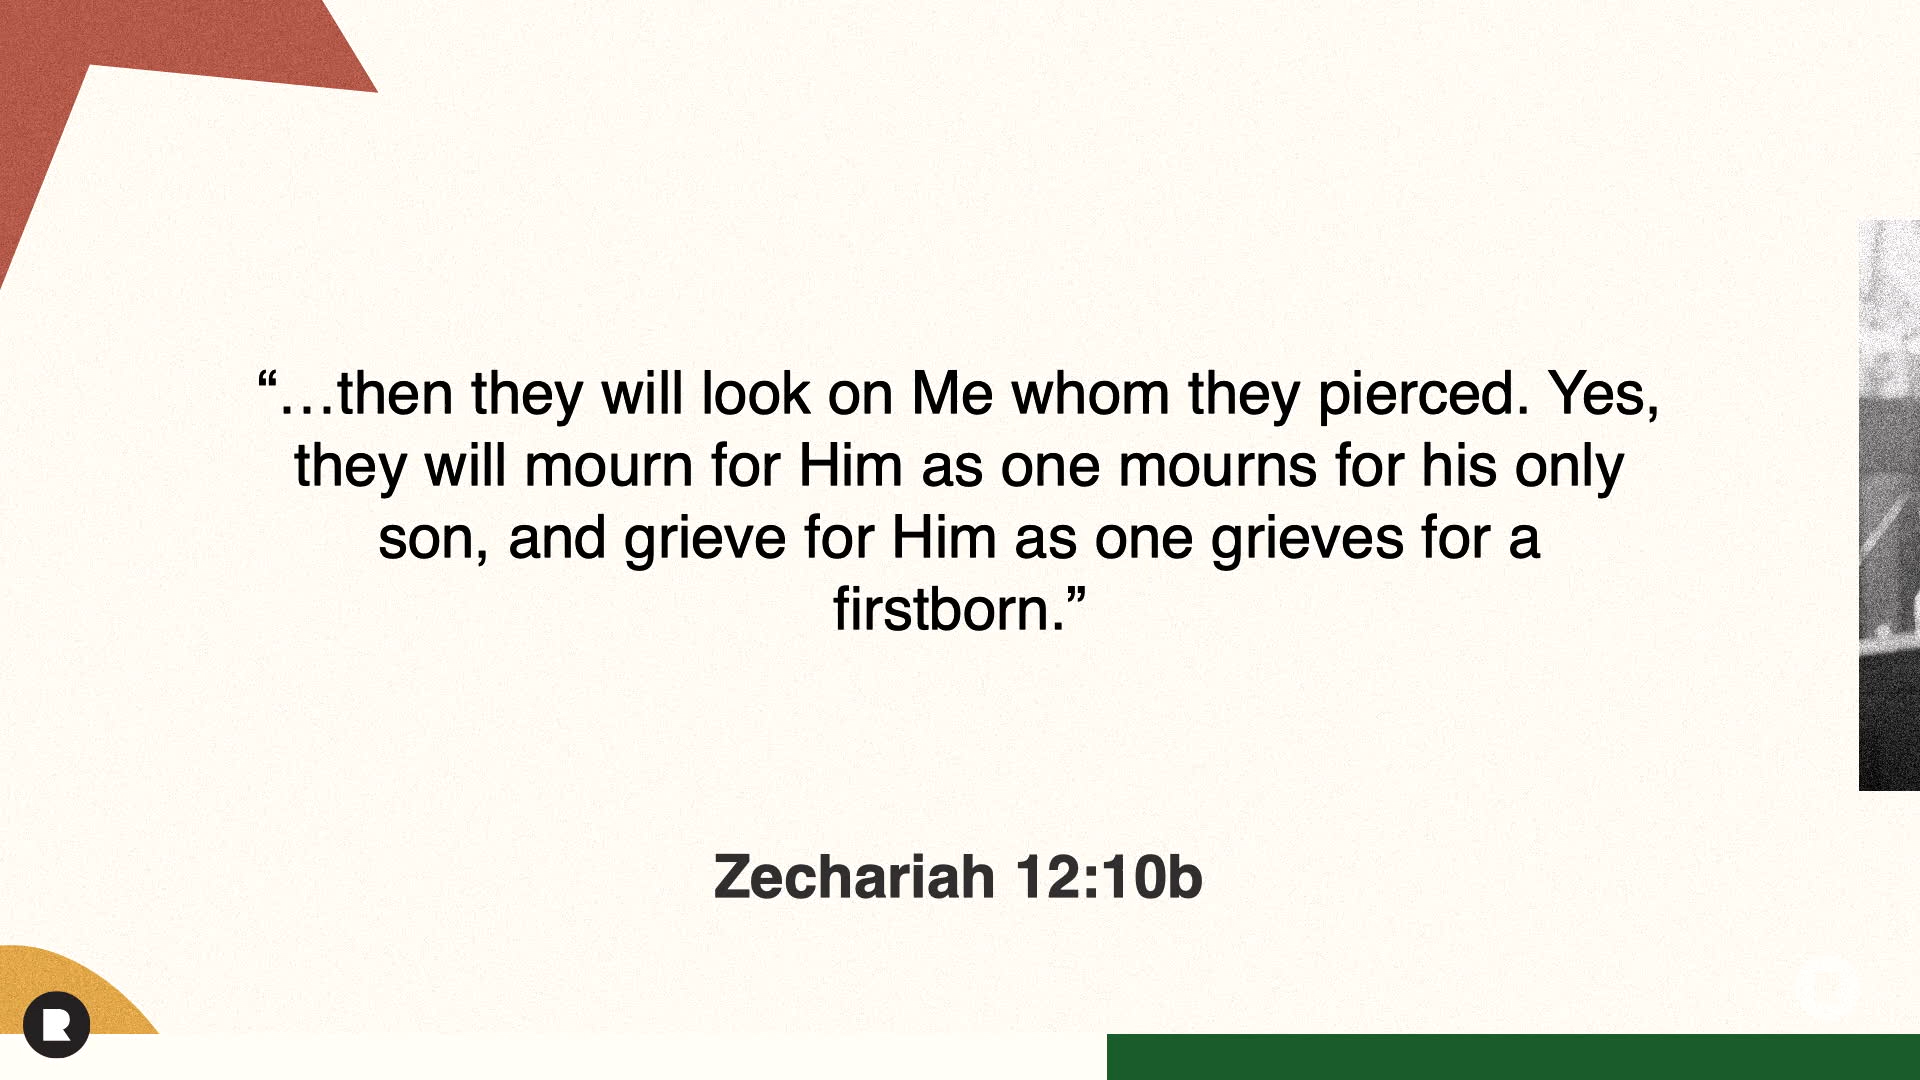 “…then they will look on Me whom they pierced. Yes,
they will mourn for Him as one mourns for his only
son, and grieve for Him as one grieves for a
firstborn.”
Zechariah 12:10b
R